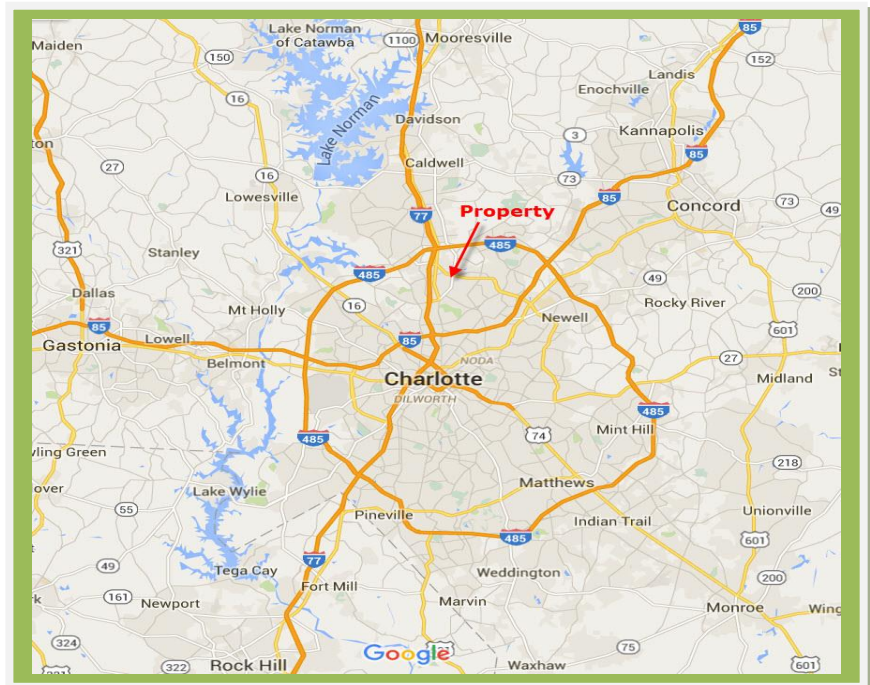 Lake Norman
of Catawba
1100
Mooresville
85
Maiden
150
152
Landis
Enochville
16
Davidson
Kannapolis
ton
Lake Norman
3
85
27
Caldwell
16
73
Lowesville
85
Concord
73
49
77
Property
485
321
Stanley
485
49
Dallas
200
16
Rocky River
Mt Holly
85
Newell
601
Lowell
85
Gastonia
NODA
27
Belmont
Charlotte
Midland
St
DILWORTH
485
74
Mint Hill
485
wling Green
218
Matthews
over
Lake Wylie
55
Pineville
Indian Trail
Unionville
485
601
77
49
Tega Cay
Weddington
200
Fort Mill
rk
161
Newport
Marvin
Monroe
Wing
324
Google
75
322
Rock Hill
Waxhaw
601